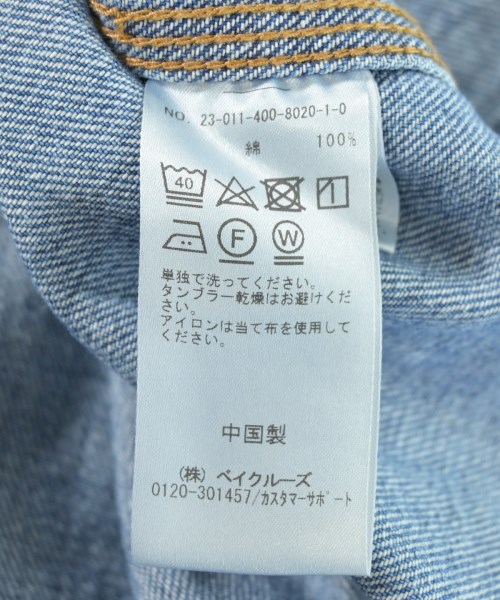 NO. 23-011-400-8020-1-0
綿 100%
40
F W
単独で洗ってください。
タンブラー乾燥はお避けくだ
さい。
アイロンは当て布を使用して
ください。
中国製
(株) ベイクルーズ
0120-301457/カスタマーサポート